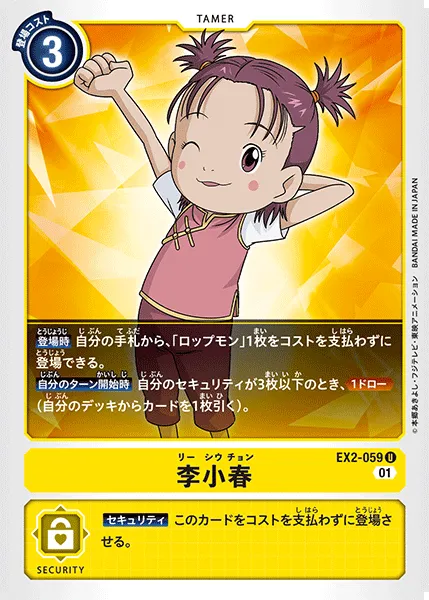 TAMER
登場コスト
3
登場時 自分の手札から、「ロップモン」1枚をコストを支払わずに
登場できる。
自分のターン開始時 自分のセキュリティが3枚以下のとき、1ドロー
(自分のデッキからカードを1枚引く)。
©本郷あきよし・フジテレビ・東映アニメーション BANDAI MADE IN JAPAN
リー シウ チョン
李小春
EX2-059 U
01
セキュリティ このカードをコストを支払わずに登場さ
せる。
SECURITY